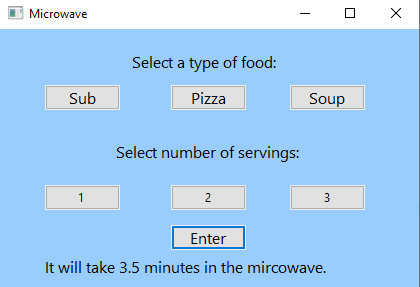 Microwave
Select a type of food:
Sub Pizza Soup
Select number of servings:
1 2 3
Enter
It will take 3.5 minutes in the mircowave.